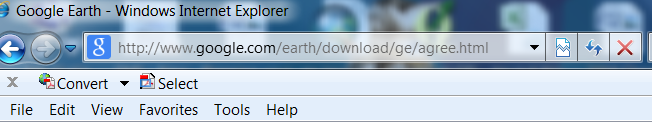 Google Earth - Windows Internet Explorer
http://www.google.com/earth/download/ge/agree.html
x Convert Select
File Edit View Favorites Tools Help